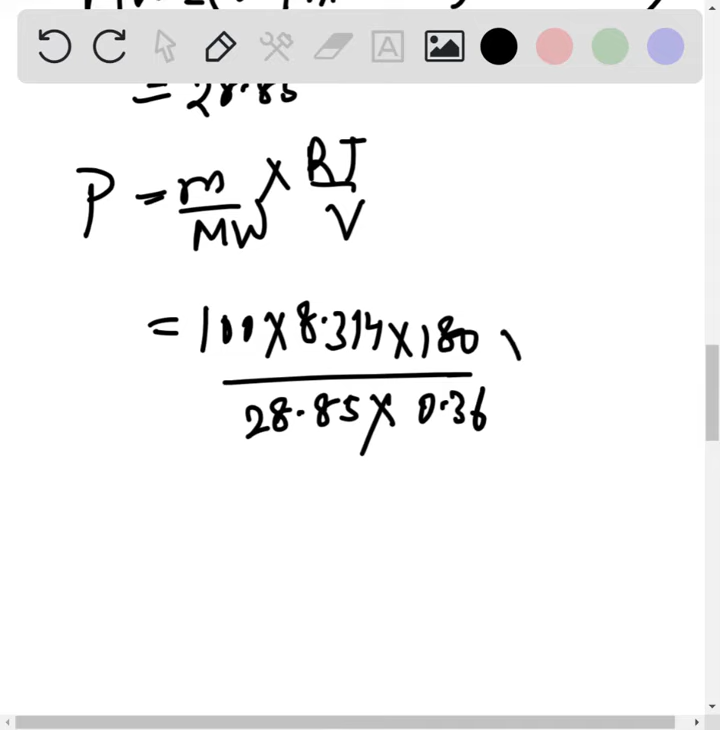 = 28.85
P = m/MW × RT/V
= 100 × 8.314 × 180
28.85 × 0.36
A